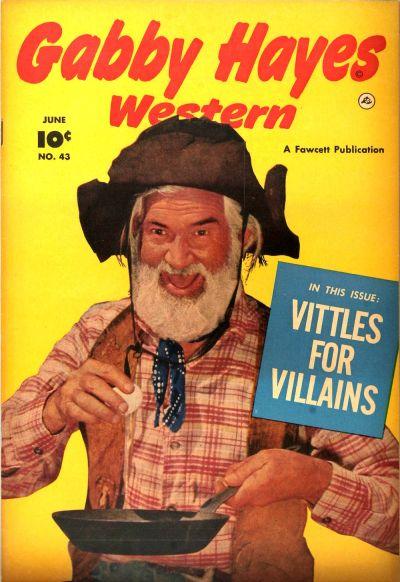 Gabby Hayes
©
Western
JUNE
10¢
NO. 43
A Fawcett Publication
IN THIS ISSUE:
VITTLES
FOR
VILLAINS